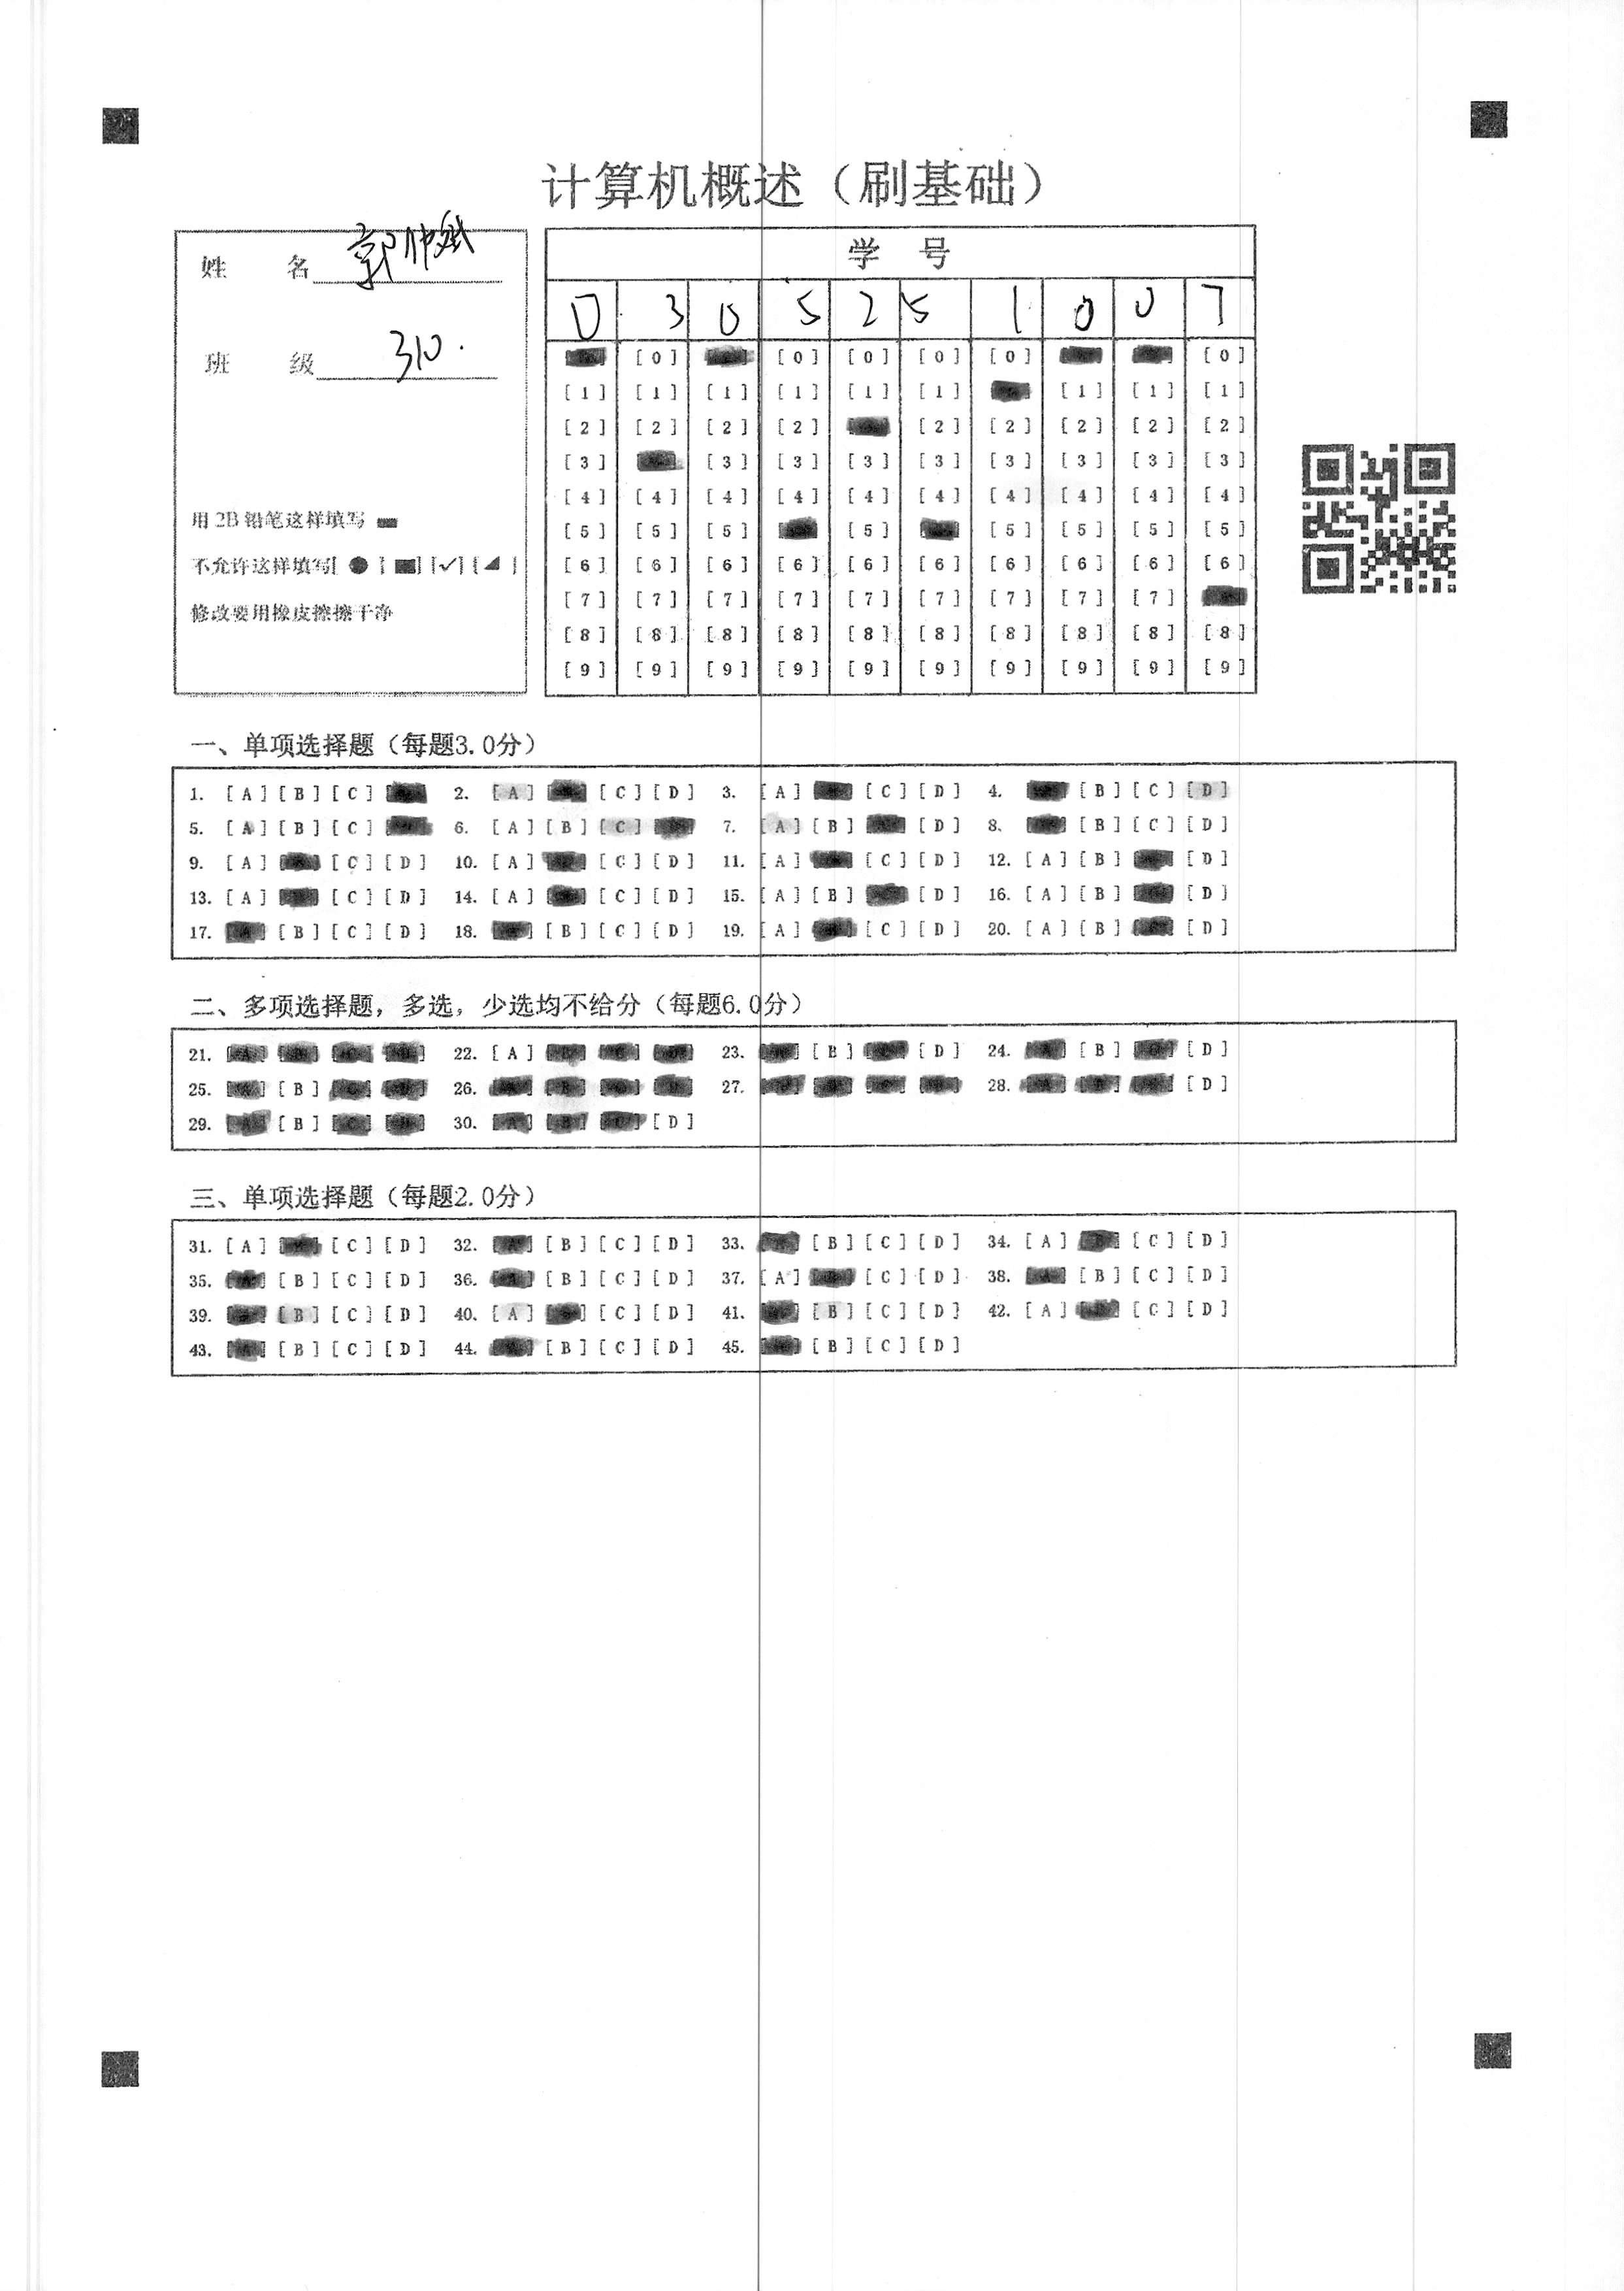 计算机概述（刷基础）
姓 名 郭帅斌
班 级 310.
用 2B 铅笔这样填写
不允许这样填写[ ● ] [■] [✓] [◢ ]
修改要用橡皮擦擦干净
学 号
0 3 0 5 2 5 1 0 0 7
[0] [0] [0] [0] [0] [0]
[1] [1] [1] [1] [1] [1] [1] [1] [1]
[2] [2] [2] [2] [2] [2] [2] [2] [2]
[3] [3] [3] [3] [3] [3] [3] [3] [3]
[4] [4] [4] [4] [4] [4] [4] [4] [4] [4]
[5] [5] [5] [5] [5] [5] [5] [5]
[6] [6] [6] [6] [6] [6] [6] [6] [6] [6]
[7] [7] [7] [7] [7] [7] [7] [7] [7]
[8] [8] [8] [8] [8] [8] [8] [8] [8] [8]
[9] [9] [9] [9] [9] [9] [9] [9] [9] [9]
一、单项选择题（每题3.0分）
1. [A] [B] [C] 2. [A] [C] [D] 3. [A] [C] [D] 4. [B] [C] [D]
5. [A] [B] [C] 6. [A] [B] [C] 7. [A] [B] [D] 8. [B] [C] [D]
9. [A] [C] [D] 10. [A] [C] [D] 11. [A] [C] [D] 12. [A] [B] [D]
13. [A] [C] [D] 14. [A] [C] [D] 15. [A] [B] [D] 16. [A] [B] [D]
17. [B] [C] [D] 18. [B] [C] [D] 19. [A] [C] [D] 20. [A] [B] [D]
二、多项选择题，多选，少选均不给分（每题6.0分）
21. [A] [B] [C] [D] 22. [A] [B] [C] [D] 23. [A] [B] [C] [D] 24. [A] [B] [C] [D]
25. [A] [B] [C] [D] 26. [A] [B] [C] [D] 27. [A] [B] [C] [D] 28. [A] [B] [C] [D]
29. [A] [B] [C] [D] 30. [A] [B] [C] [D]
三、单项选择题（每题2.0分）
31. [A] [C] [D] 32. [B] [C] [D] 33. [B] [C] [D] 34. [A] [C] [D]
35. [B] [C] [D] 36. [B] [C] [D] 37. [A] [C] [D] 38. [B] [C] [D]
39. [B] [C] [D] 40. [A] [C] [D] 41. [B] [C] [D] 42. [A] [C] [D]
43. [B] [C] [D] 44. [B] [C] [D] 45. [B] [C] [D]